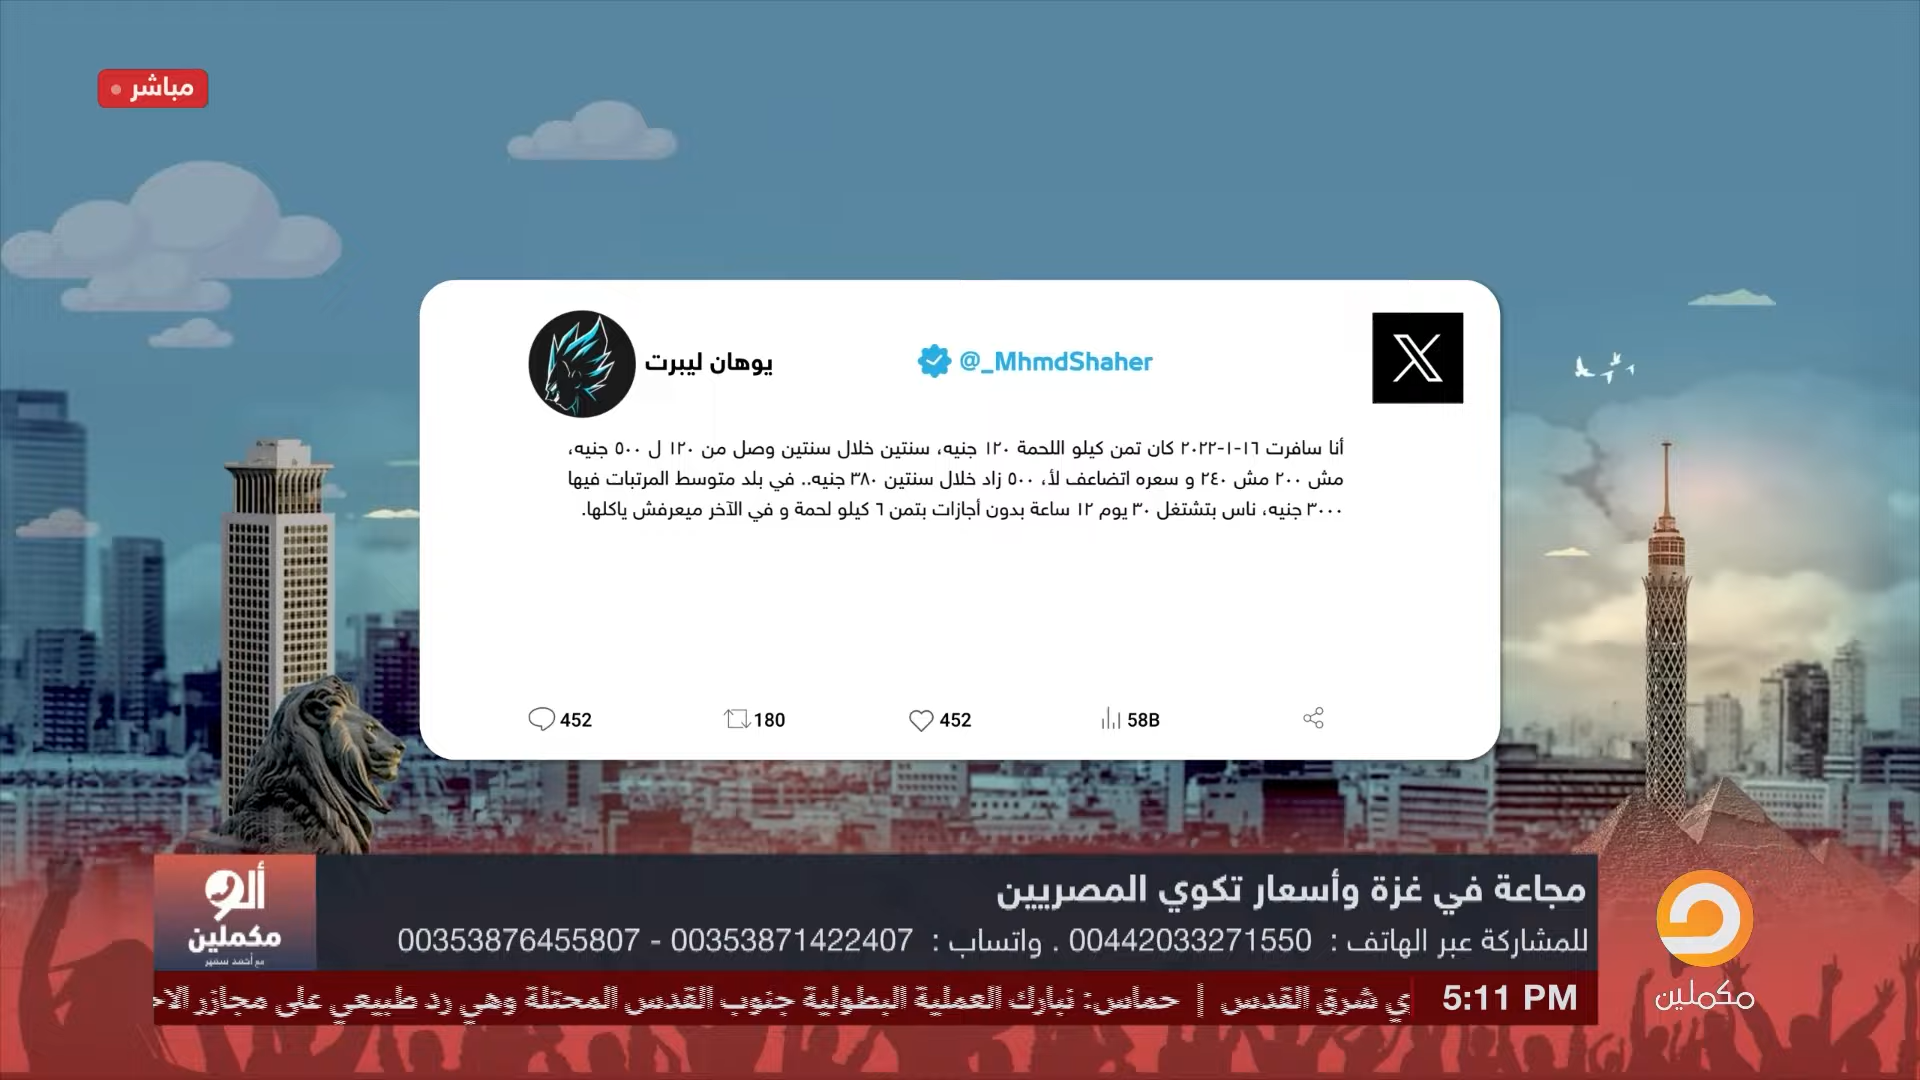 مباشر
يوهان ليبرت
@_MhmdShaher
X
أنا سافرت ١٦-١-٢٠٢٢ كان تمن كيلو اللحمة ١٢٠ جنيه، سنتين خلال سنتين وصل من ١٢٠ ل ٥٠٠ جنيه،
مش ٢٠٠ مش ٢٤٠ و سعره اتضاعف لأ، ٥٠٠ زاد خلال سنتين ٣٨٠ جنيه.. في بلد متوسط المرتبات فيها
٣٠٠٠ جنيه، ناس بتشتغل ٣٠ يوم ١٢ ساعة بدون أجازات بتمن ٦ كيلو لحمة و في الآخر ميعرفش ياكلها.
452
180
452
58B
ألو
مكملين
مع أحمد سمير
مجاعة في غزة وأسعار تكوي المصريين
للمشاركة عبر الهاتف : 00442033271550 . واتساب : 00353871422407 - 00353876455807
5:11 PM
ي شرق القدس | حماس: نبارك العملية البطولية جنوب القدس المحتلة وهي رد طبيعي على مجازر الاح
مكملين